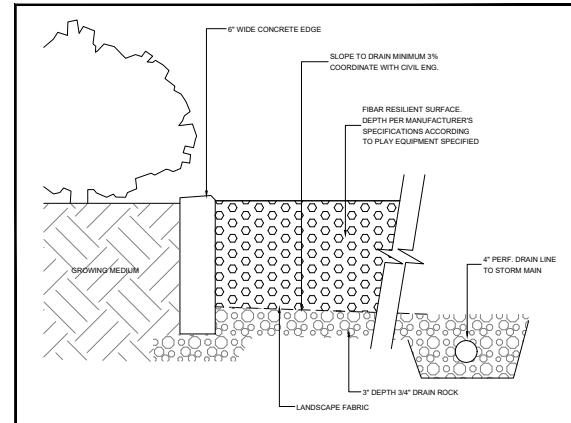 6" WIDE CONCRETE EDGE
SLOPE TO DRAIN MINIMUM 3%
COORDINATE WITH CIVIL ENG.
FIBAR RESILIENT SURFACE.
DEPTH PER MANUFACTURER'S
SPECIFICATIONS ACCORDING
TO PLAY EQUIPMENT SPECIFIED
GROWING MEDIUM
4" PERF. DRAIN LINE
TO STORM MAIN
3" DEPTH 3/4" DRAIN ROCK
LANDSCAPE FABRIC